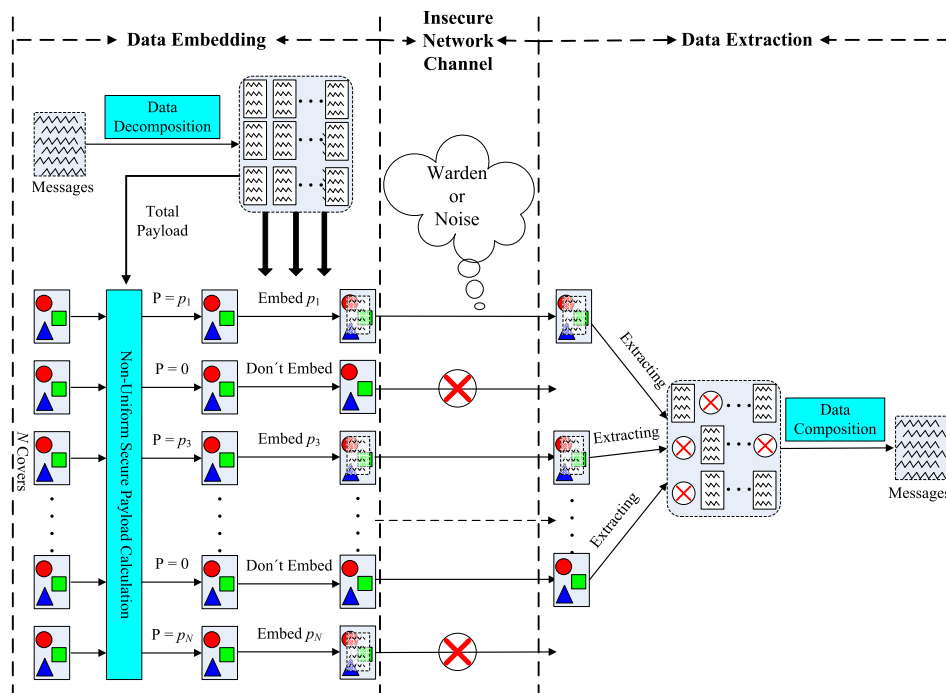 Data Embedding
Insecure
Network
Channel
Data Extraction
Data
Decomposition
Messages
Total
Payload
Warden
or
Noise
N Covers
Non-Uniform Secure Payload Calculation
P = p1
Embed p1
P = 0
Don´t Embed
P = p3
Embed p3
P = 0
Don´t Embed
P = pN
Embed pN
Extracting
Extracting
Extracting
Data
Composition
Messages